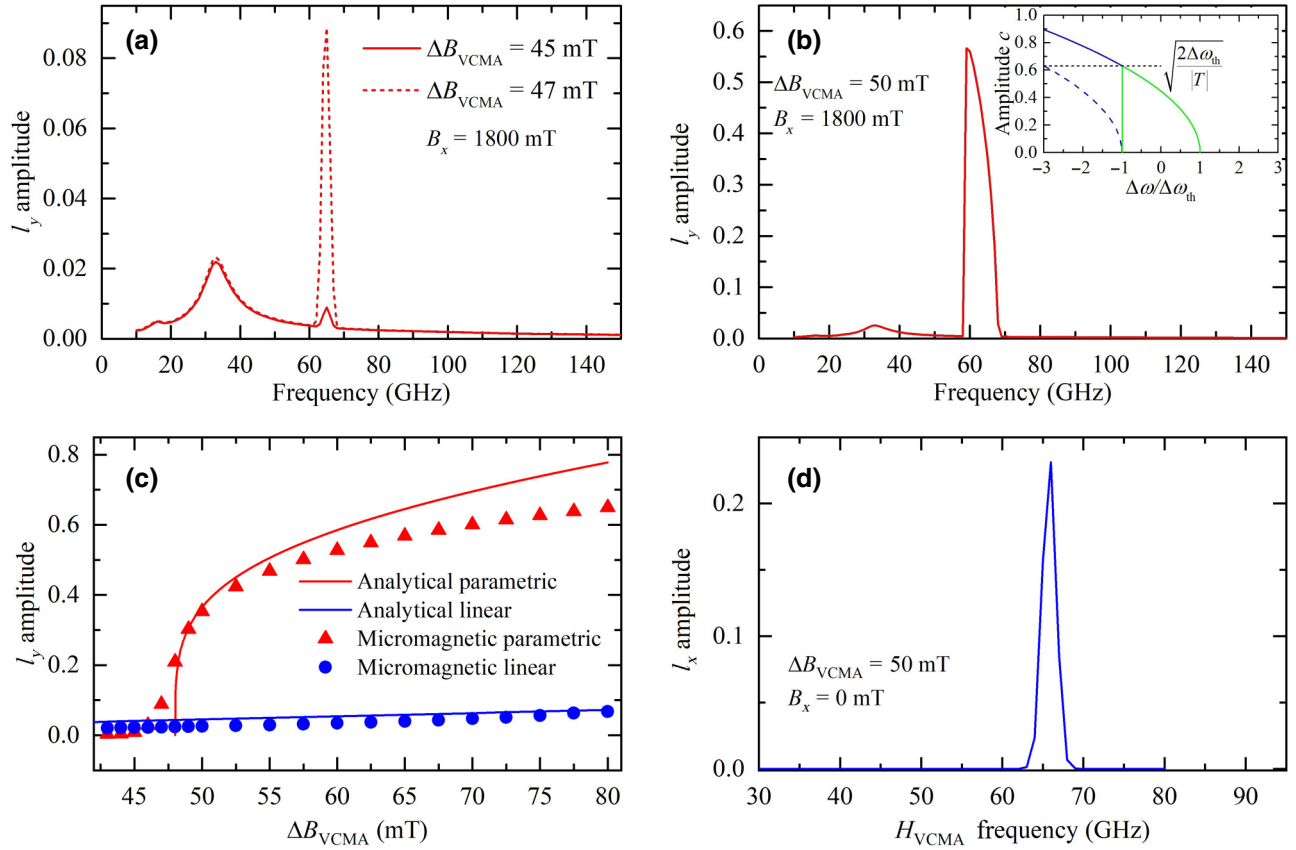 (a)
ΔB_VCMA = 45 mT
ΔB_VCMA = 47 mT
B_x = 1800 mT
l_y amplitude
0.08
0.06
0.04
0.02
0.00
0 20 40 60 80 100 120 140
Frequency (GHz)
(b)
ΔB_VCMA = 50 mT
B_x = 1800 mT
l_y amplitude
0.6
0.5
0.4
0.3
0.2
0.1
0.0
30 0 20 40 60 80 100 120 140
Frequency (GHz)
Amplitude c
1.0
0.8
0.6
0.4
0.2
0.0
√(2Δω_th/|T|)
−3 −2 −1 0 1 2 3
Δω/Δω_th
(c)
l_y amplitude
0.8
0.6
0.4
0.2
0.0
Analytical parametric
Analytical linear
Micromagnetic parametric
Micromagnetic linear
45 50 55 60 65 70 75 80
ΔB_VCMA (mT)
(d)
l_x amplitude
0.2
0.1
0.0
ΔB_VCMA = 50 mT
B_x = 0 mT
30 40 50 60 70 80 90
H_VCMA frequency (GHz)